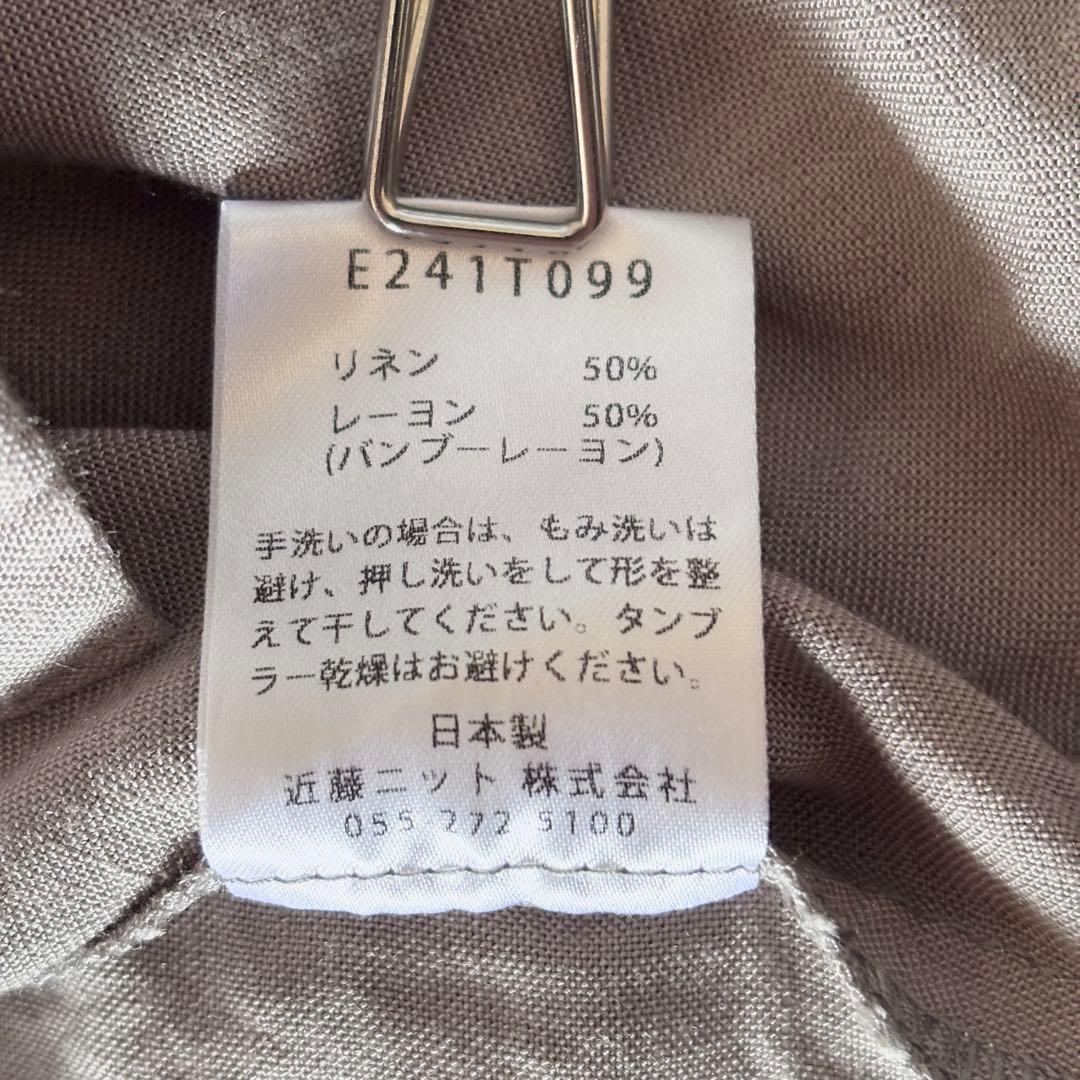 E241T099
リネン 50%
レーヨン 50%
(バンブーレーヨン)
手洗いの場合は、もみ洗いは
避け、押し洗いをして形を整
えて干してください。タンブ
ラー乾燥はお避けください。
日本製
近藤ニット株式会社
055 272 5100